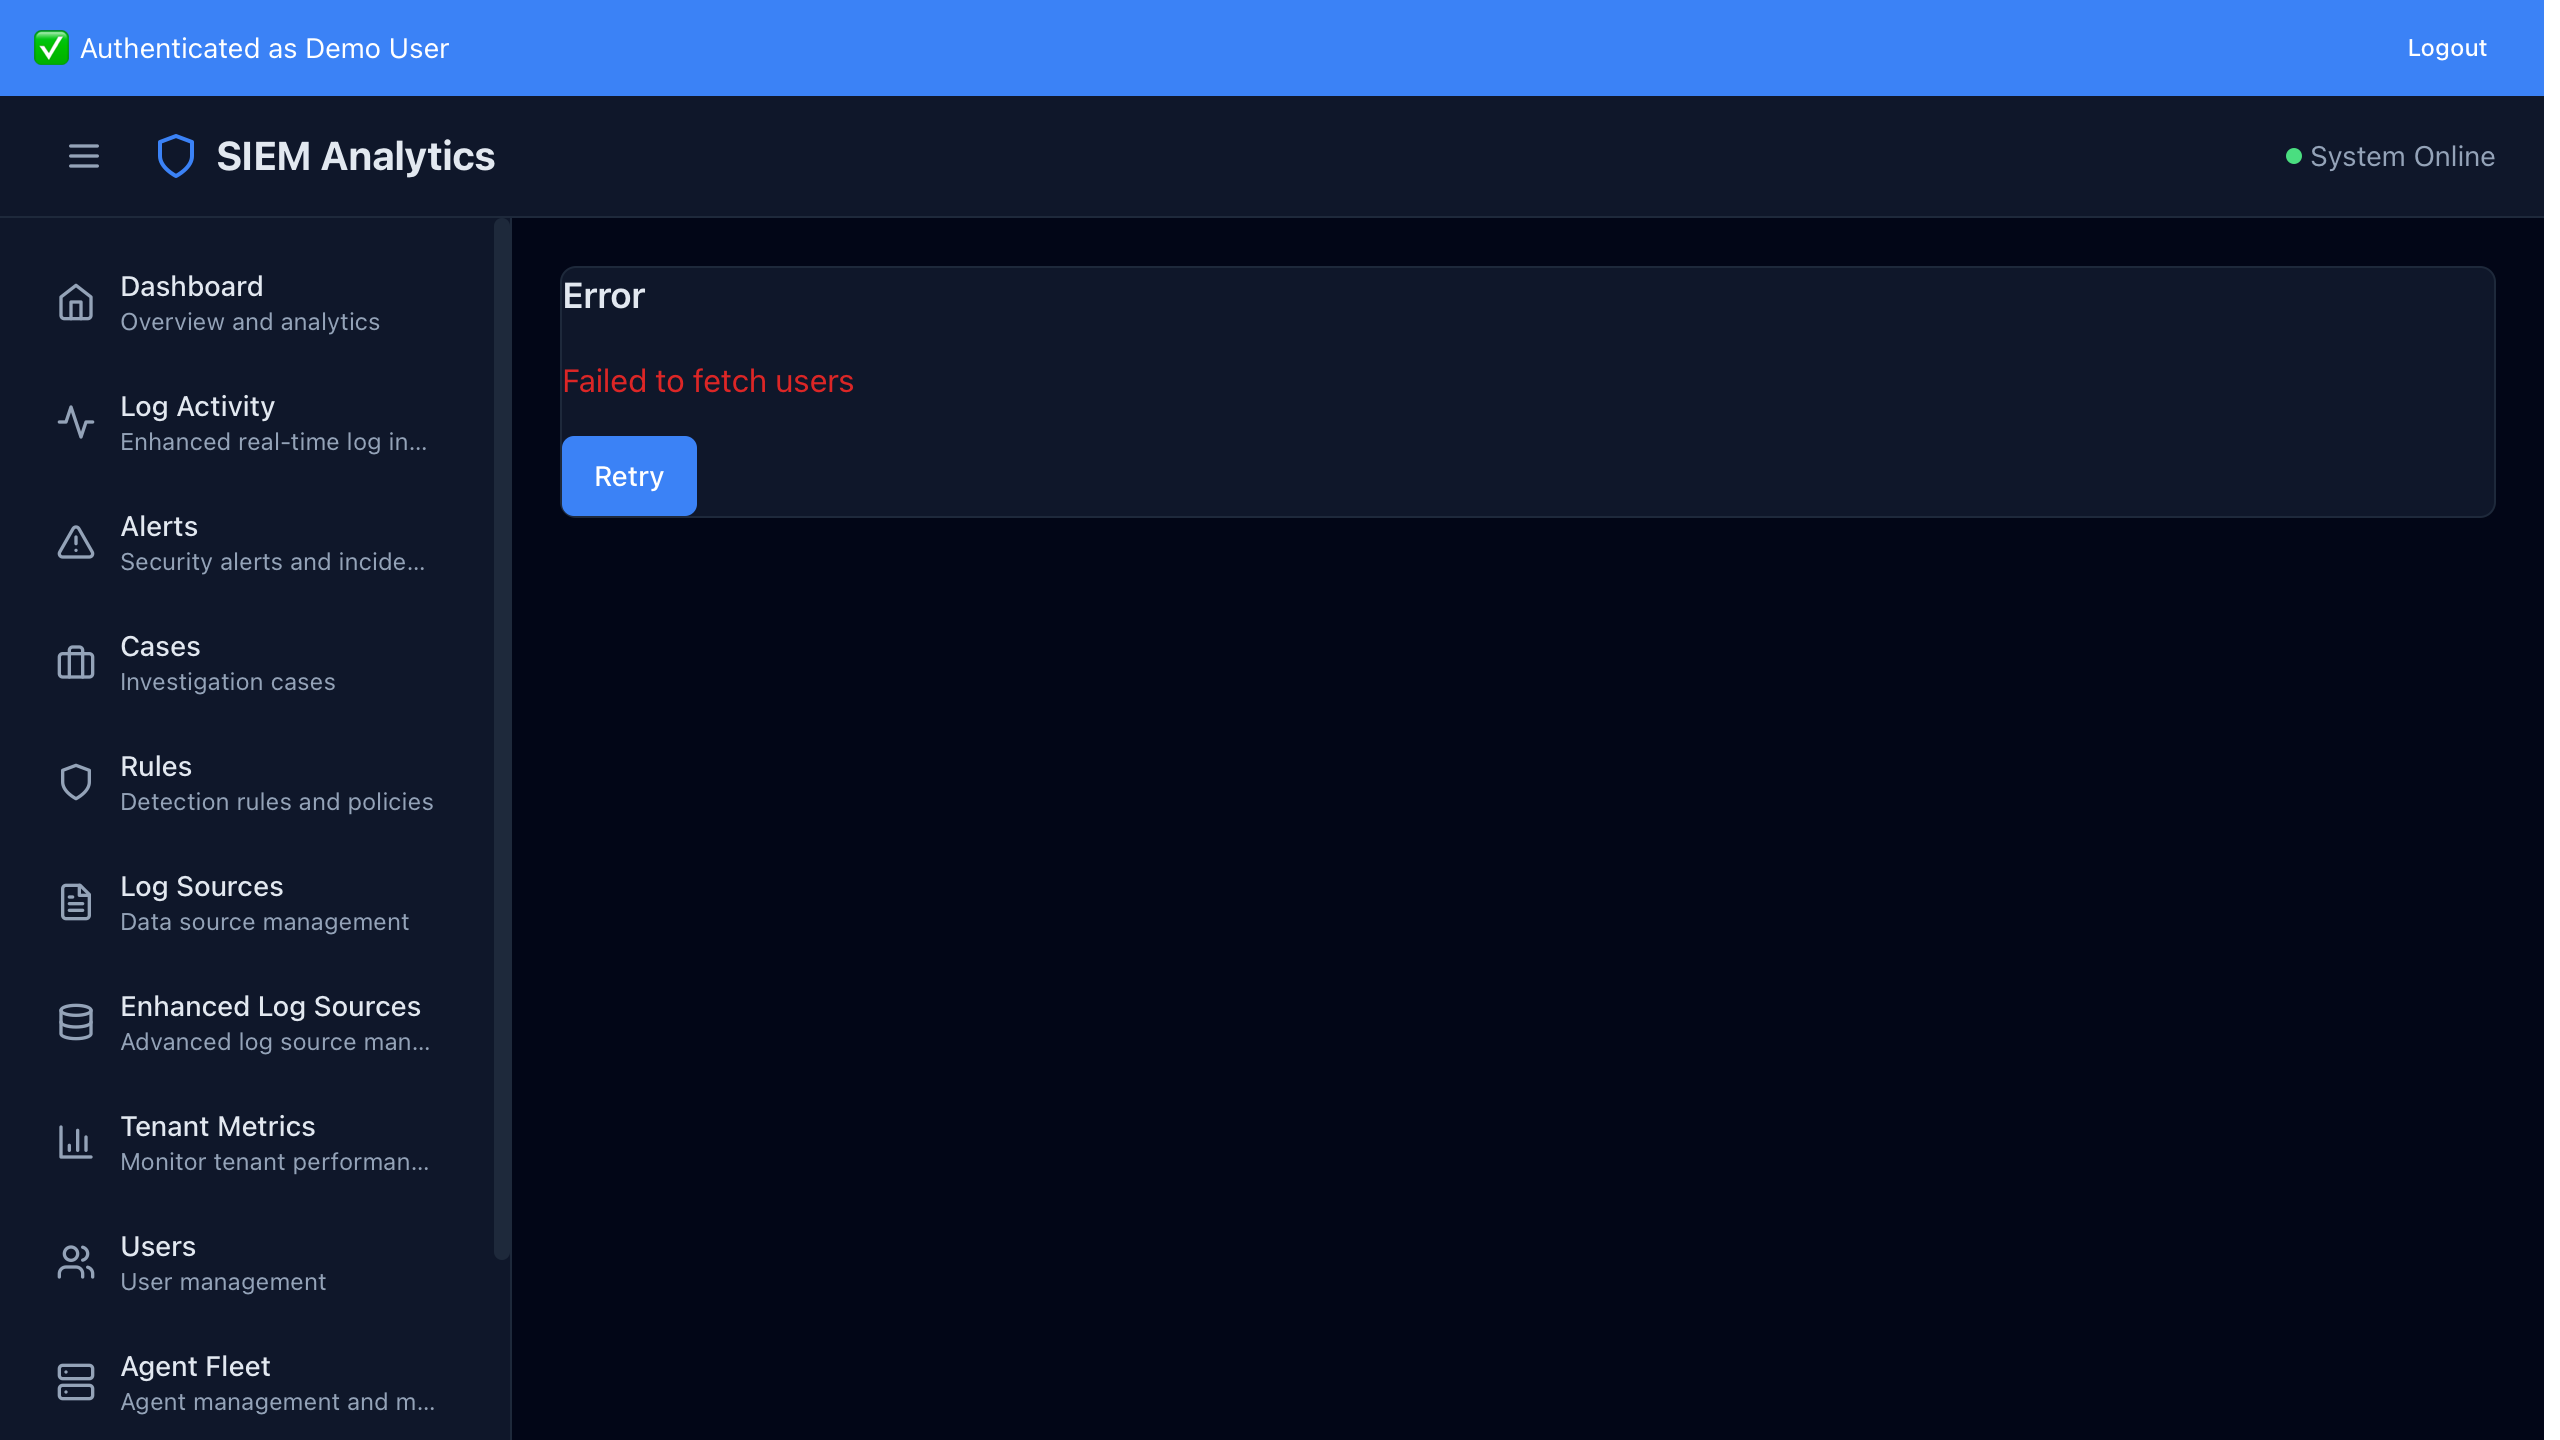 Authenticated as Demo User
Logout
SIEM Analytics
System Online
Dashboard
Overview and analytics
Log Activity
Enhanced real-time log in...
Alerts
Security alerts and incide...
Cases
Investigation cases
Rules
Detection rules and policies
Log Sources
Data source management
Enhanced Log Sources
Advanced log source man...
Tenant Metrics
Monitor tenant performan...
Users
User management
Agent Fleet
Agent management and m...
Error
Failed to fetch users
Retry